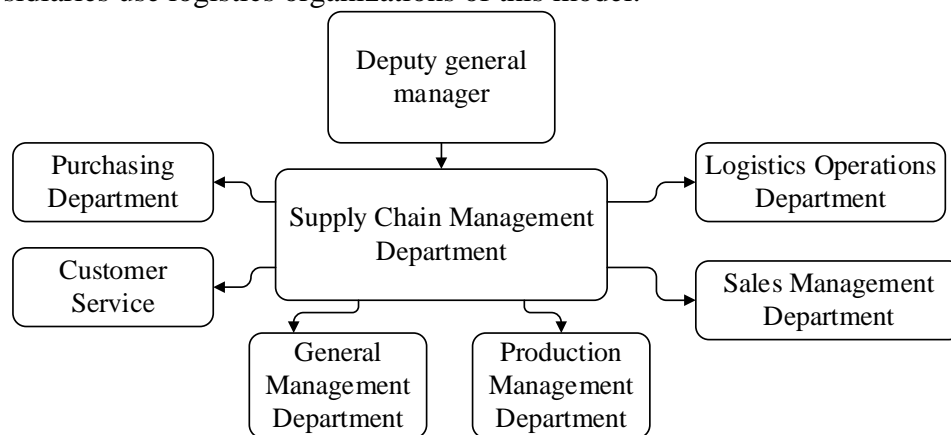 sidiaries use logistics organizations of this model.
Deputy general
manager
Purchasing
Department
Logistics Operations
Department
Supply Chain Management
Department
Customer
Service
Sales Management
Department
General
Management
Department
Production
Management
Department